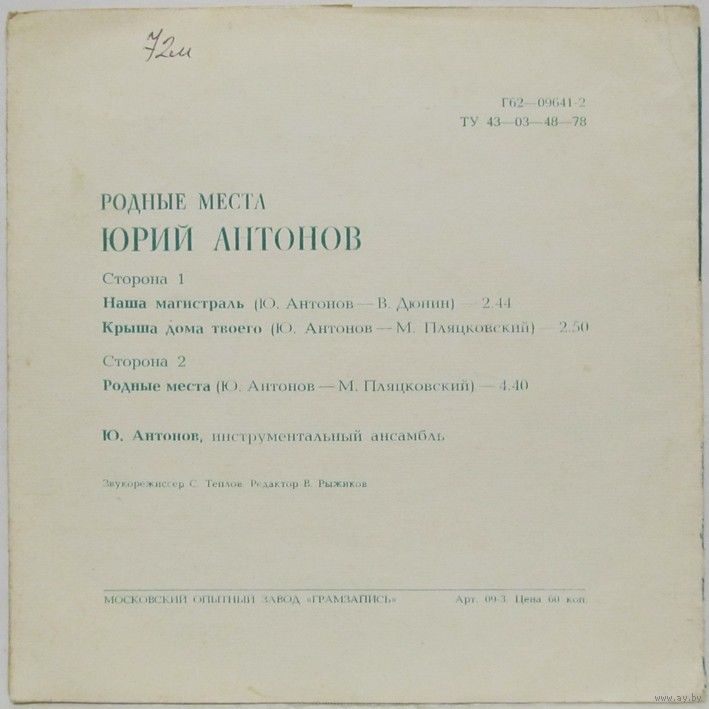 72м
Г62—09641-2
ТУ 43—03—48—78
РОДНЫЕ МЕСТА
ЮРИЙ АНТОНОВ
Сторона 1
Наша магистраль (Ю. Антонов — В. Дюнин) — 2.44
Крыша дома твоего (Ю. Антонов — М. Пляцковский) — 2.50
Сторона 2
Родные места (Ю. Антонов — М. Пляцковский) — 4.40
Ю. Антонов, инструментальный ансамбль
Звукорежиссер С. Теплов. Редактор В. Рыжиков
МОСКОВСКИЙ ОПЫТНЫЙ ЗАВОД «ГРАМЗАПИСЬ» Арт. 09-3. Цена 60 коп.
www.ay.by